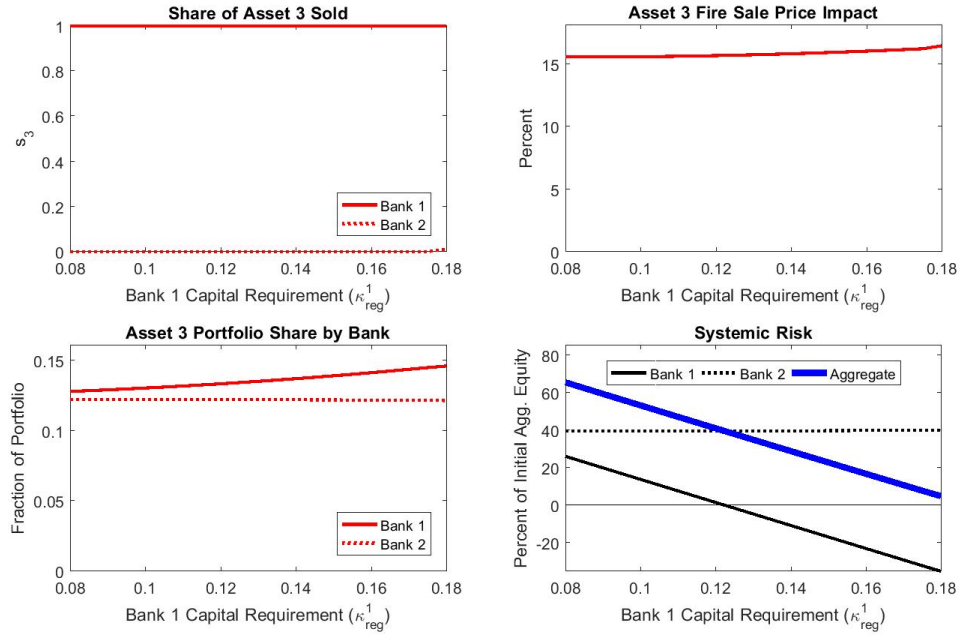 Share of Asset 3 Sold
1
0.8
0.6
0.4
0.2
0
s3
Bank 1
Bank 2
0.08 0.1 0.12 0.14 0.16 0.18
Bank 1 Capital Requirement (κ¹reg)
Asset 3 Fire Sale Price Impact
15
10
5
0
Percent
0.08 0.1 0.12 0.14 0.16 0.18
Bank 1 Capital Requirement (κ¹reg)
Asset 3 Portfolio Share by Bank
0.15
0.1
0.05
0
Fraction of Portfolio
Bank 1
Bank 2
0.08 0.1 0.12 0.14 0.16 0.18
Bank 1 Capital Requirement (κ¹reg)
Systemic Risk
80
60
40
20
0
-20
Percent of Initial Agg. Equity
Bank 1 Bank 2 Aggregate
0.08 0.1 0.12 0.14 0.16 0.18
Bank 1 Capital Requirement (κ¹reg)